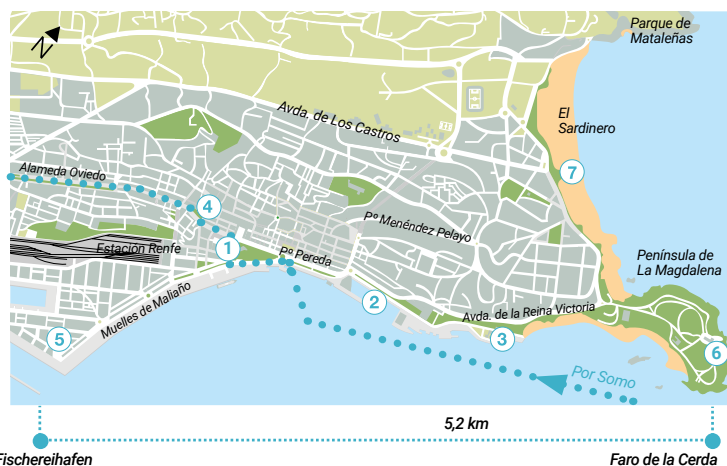 Parque de
Mataleñas
N
El
Sardinero
Avda. de Los Castros
7
Alameda Oviedo
4
Pº Menéndez Pelayo
1
Estación Renfe
Pº Pereda
Península de
La Magdalena
Muelles de Maliaño
2
Avda. de la Reina Victoria
5
3
6
Por Somo
5,2 km
Fischereihafen
Faro de la Cerda